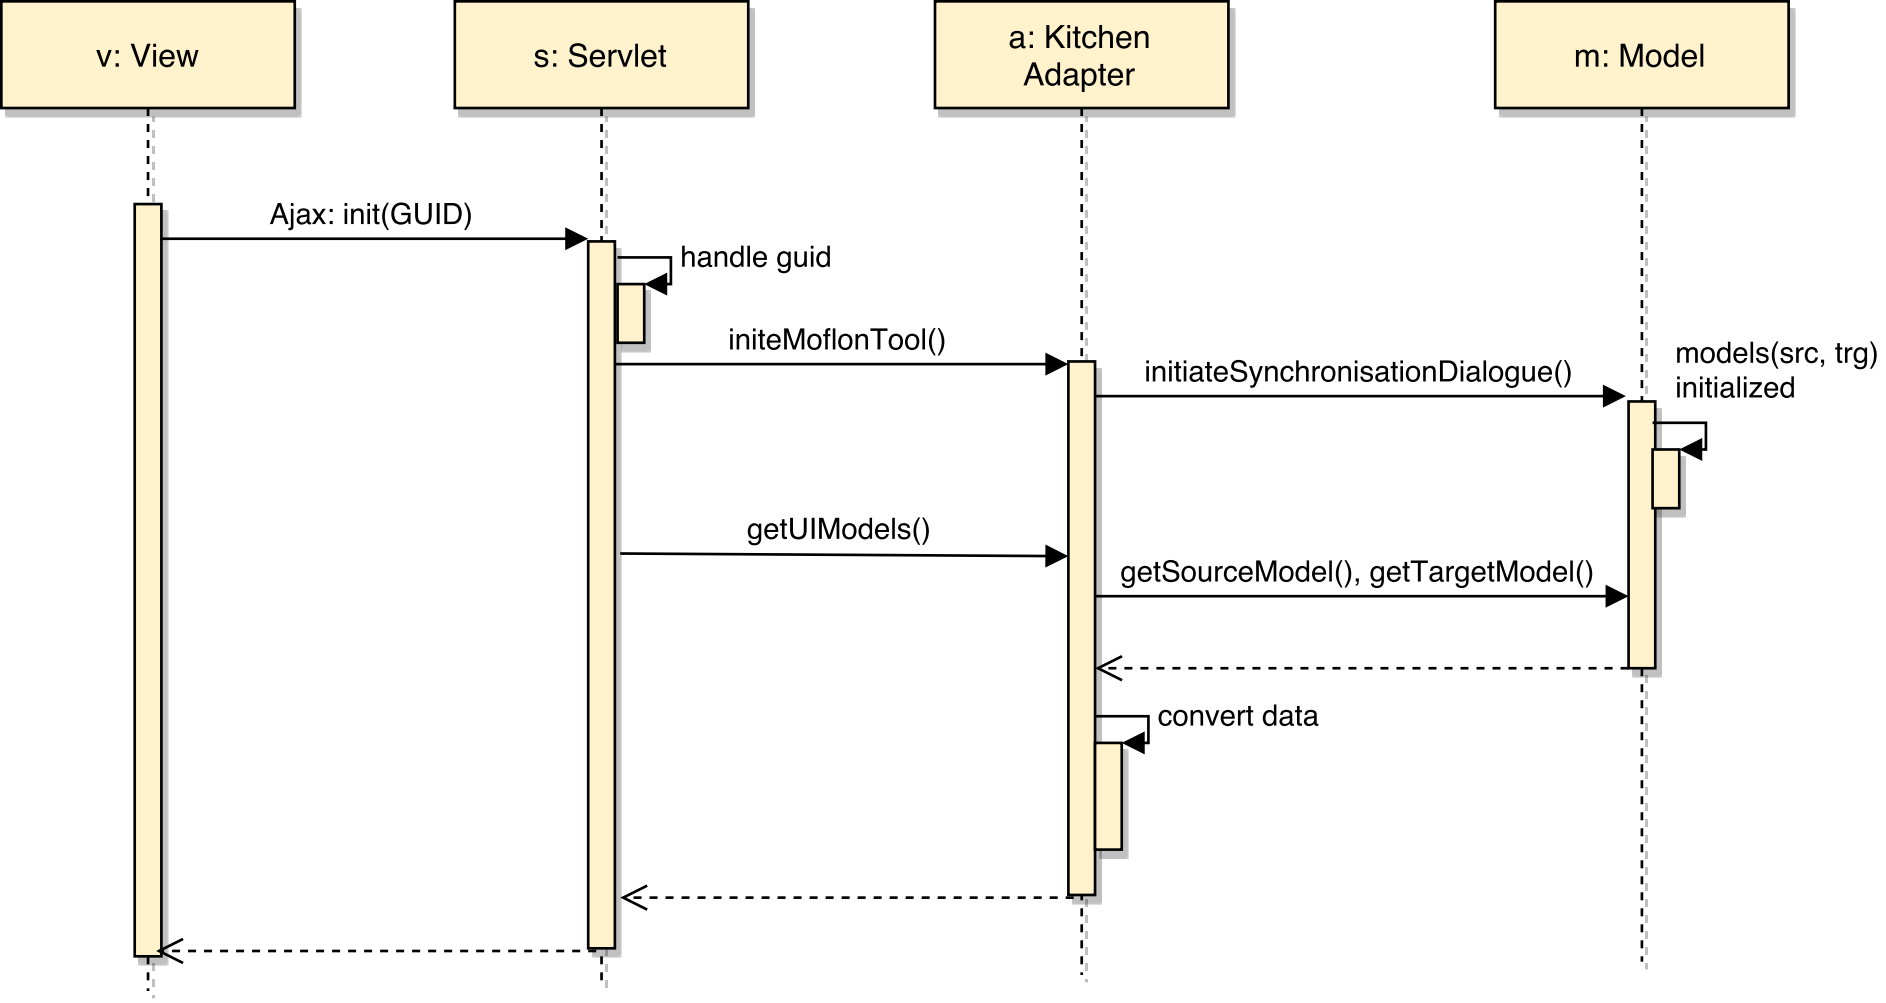 v: View
s: Servlet
a: Kitchen
Adapter
m: Model
Ajax: init(GUID)
handle guid
initeMoflonTool()
initiateSynchronisationDialogue()
models(src, trg)
initialized
getUIModels()
getSourceModel(), getTargetModel()
convert data